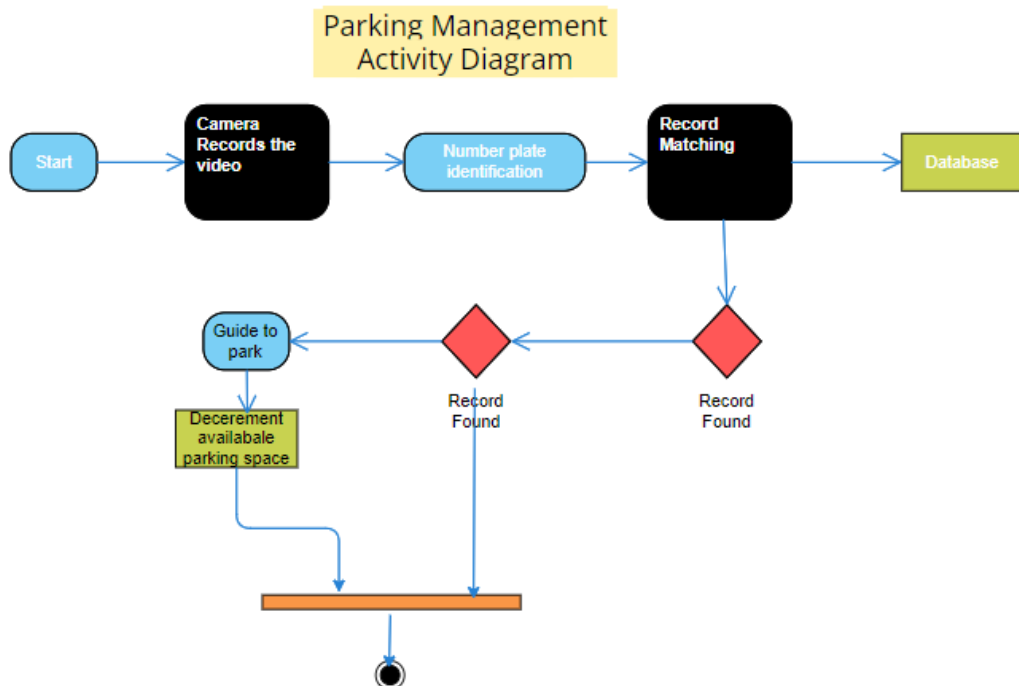 Parking Management
Activity Diagram
Start
Camera
Records the
video
Number plate
identification
Record
Matching
Database
Guide to
park
Record
Found
Record
Found
Decerement
availabale
parking space